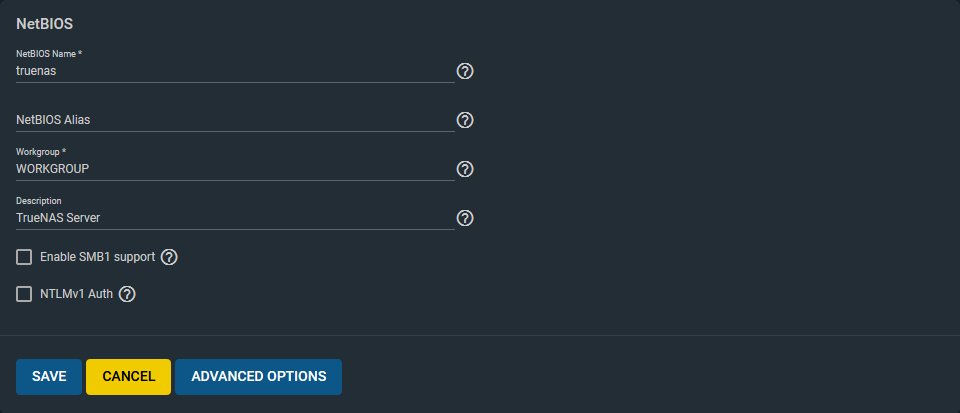 NetBIOS
NetBIOS Name *
truenas
NetBIOS Alias
Workgroup *
WORKGROUP
Description
TrueNAS Server
Enable SMB1 support
NTLMv1 Auth
SAVE CANCEL ADVANCED OPTIONS